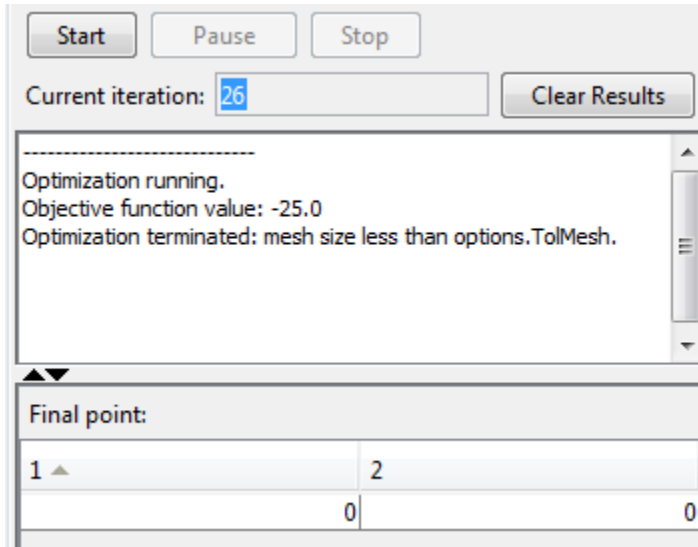 Start Pause Stop
Current iteration: 26 Clear Results
------------------------------
Optimization running.
Objective function value: -25.0
Optimization terminated: mesh size less than options.TolMesh.
Final point:
1 2
0 0